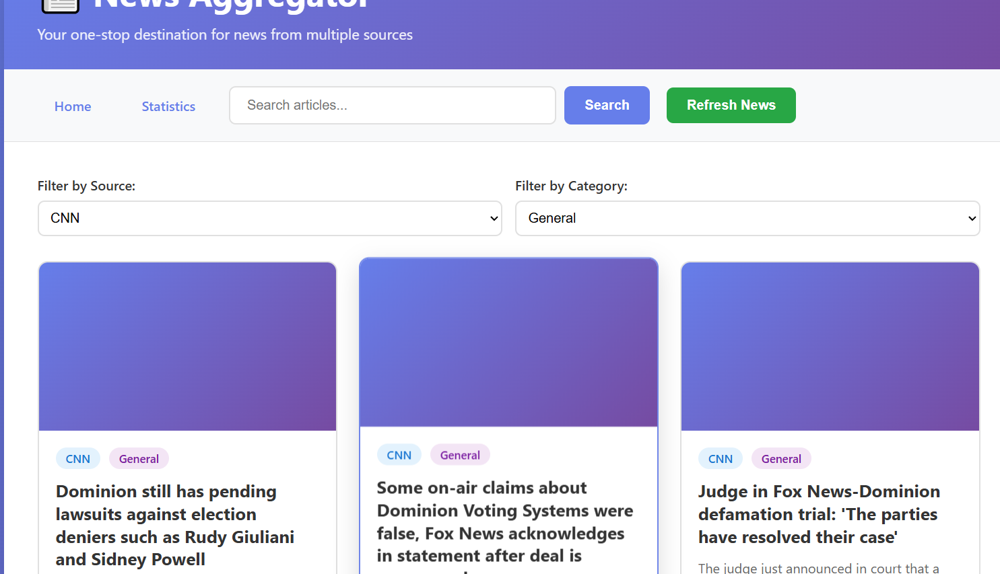 News Aggregator
Your one-stop destination for news from multiple sources
Home
Statistics
Search articles...
Search
Refresh News
Filter by Source:
Filter by Category:
CNN
General
CNN
General
Dominion still has pending
lawsuits against election
deniers such as Rudy Giuliani
and Sidney Powell
CNN
General
Some on-air claims about
Dominion Voting Systems were
false, Fox News acknowledges
in statement after deal is
CNN
General
Judge in Fox News-Dominion
defamation trial: 'The parties
have resolved their case'
The judge just announced in court that a